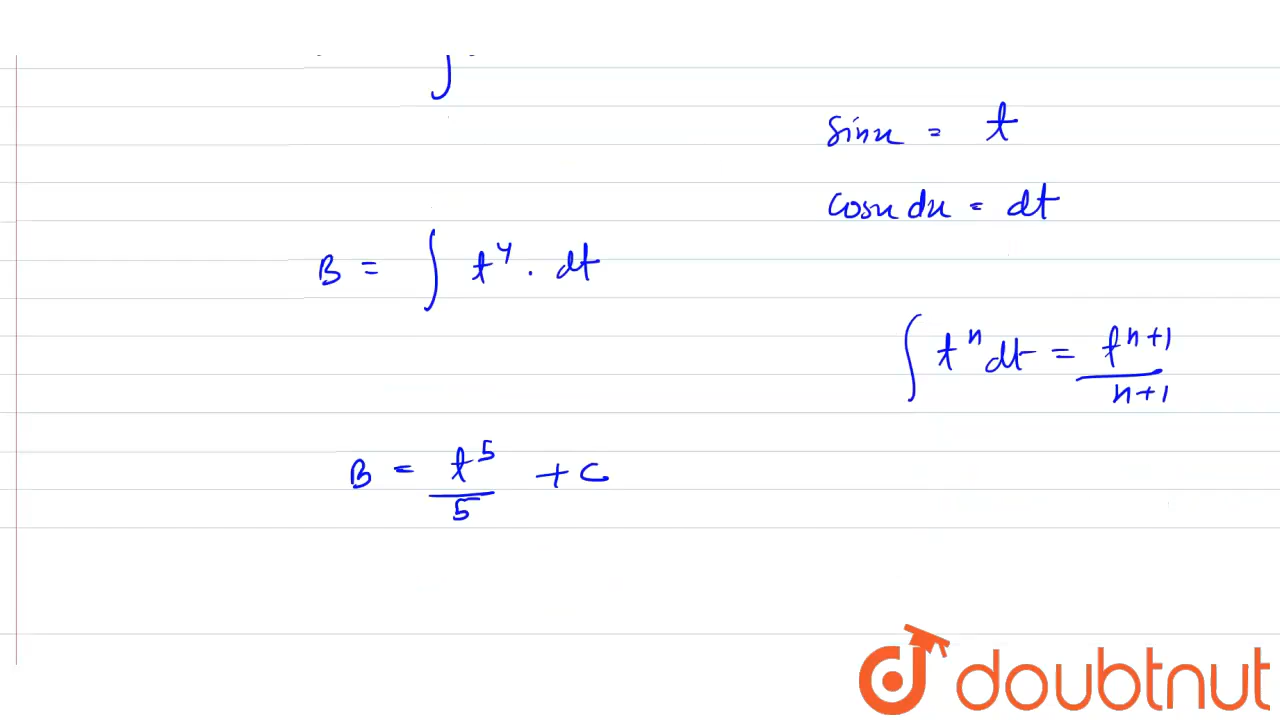 ∫
sinx = t
cosx dx = dt
B = ∫ t⁴ . dt
∫ tⁿ dt = tⁿ⁺¹/n+1
B = t⁵/5 + C
doubtnut